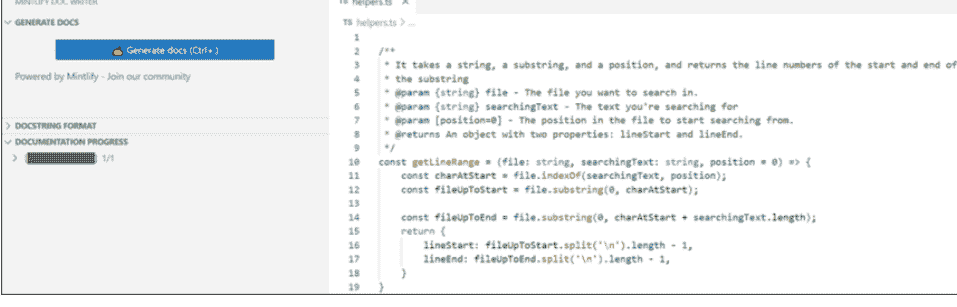 MINTLIFY DOC WRITER
GENERATE DOCS
Generate docs (Ctrl+.)
Powered by Mintlify - Join our community
DOCSTRING FORMAT
DOCUMENTATION PROGRESS
1/1
TS helpers.ts ×
TS helpers.ts > ...
1
2 /**
3 * It takes a string, a substring, and a position, and returns the line numbers of the start and end of
4 * the substring
5 * @param {string} file - The file you want to search in.
6 * @param {string} searchingText - The text you're searching for
7 * @param [position=0] - The position in the file to start searching from.
8 * @returns An object with two properties: lineStart and lineEnd.
9 */
10 const getLineRange = (file: string, searchingText: string, position = 0) => {
11 const charAtStart = file.indexOf(searchingText, position);
12 const fileUpToStart = file.substring(0, charAtStart);
13
14 const fileUpToEnd = file.substring(0, charAtStart + searchingText.length);
15 return {
16 lineStart: fileUpToStart.split('\n').length - 1,
17 lineEnd: fileUpToEnd.split('\n').length - 1,
18 }
19 }